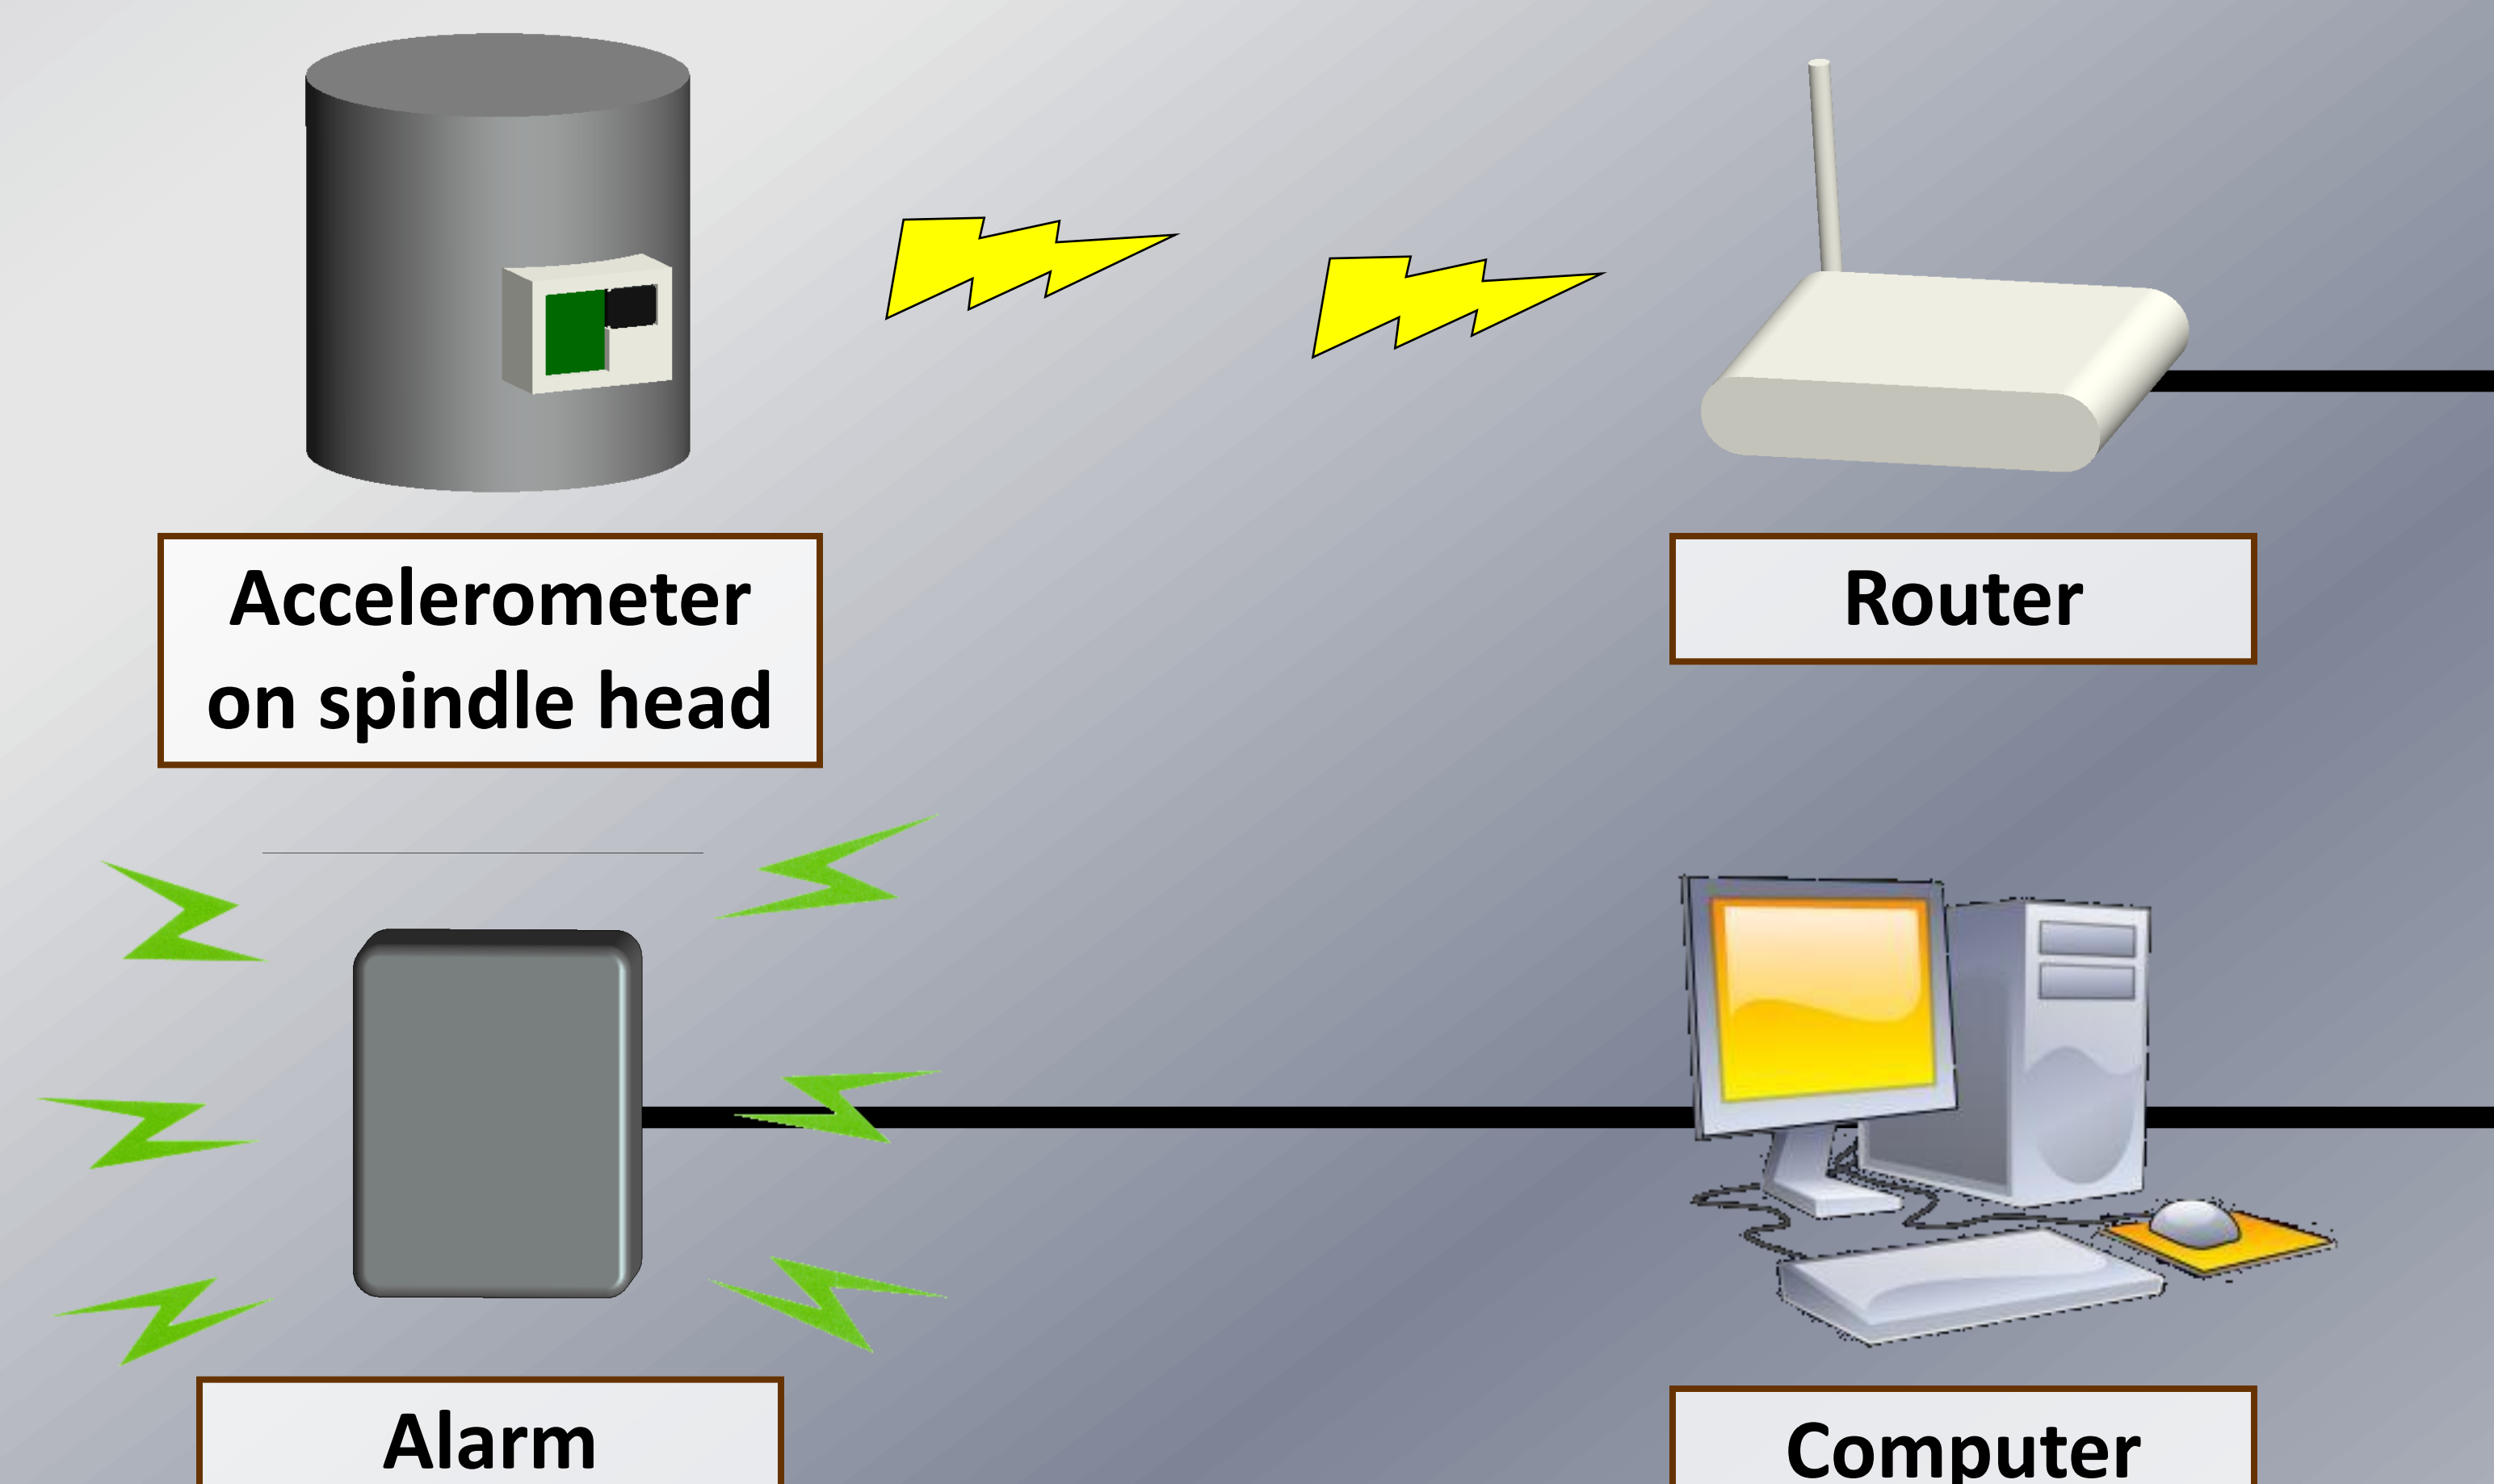 Accelerometer
on spindle head
Router
Alarm
Computer